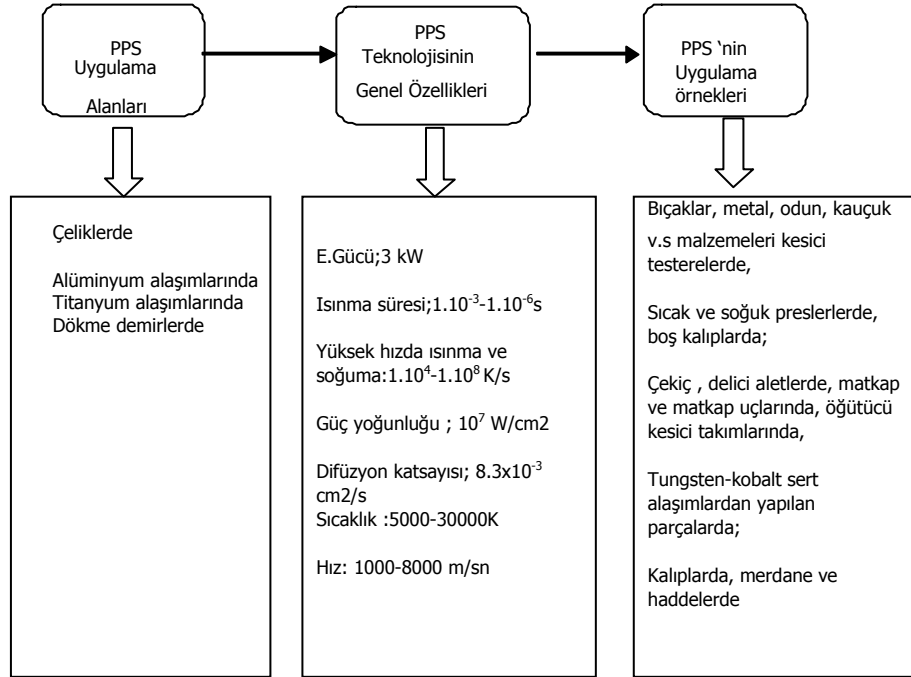 PPS
Uygulama
Alanları
PPS
Teknolojisinin
Genel Özellikleri
PPS ‘nin
Uygulama
örnekleri
Çeliklerde
Alüminyum alaşımlarında
Titanyum alaşımlarında
Dökme demirlerde
E.Gücü;3 kW
Isınma süresi;1.10⁻³-1.10⁻⁶s
Yüksek hızda ısınma ve
soğuma:1.10⁴-1.10⁸ K/s
Güç yoğunluğu ; 10⁷ W/cm2
Difüzyon katsayısı; 8.3x10⁻³
cm2/s
Sıcaklık :5000-30000K
Hız: 1000-8000 m/sn
Bıçaklar, metal, odun, kauçuk
v.s malzemeleri kesici
testerelerde,
Sıcak ve soğuk preslerlerde,
boş kalıplarda;
Çekiç , delici aletlerde, matkap
ve matkap uçlarında, öğütücü
kesici takımlarında,
Tungsten-kobalt sert
alaşımlardan yapılan
parçalarda;
Kalıplarda, merdane ve
haddelerde